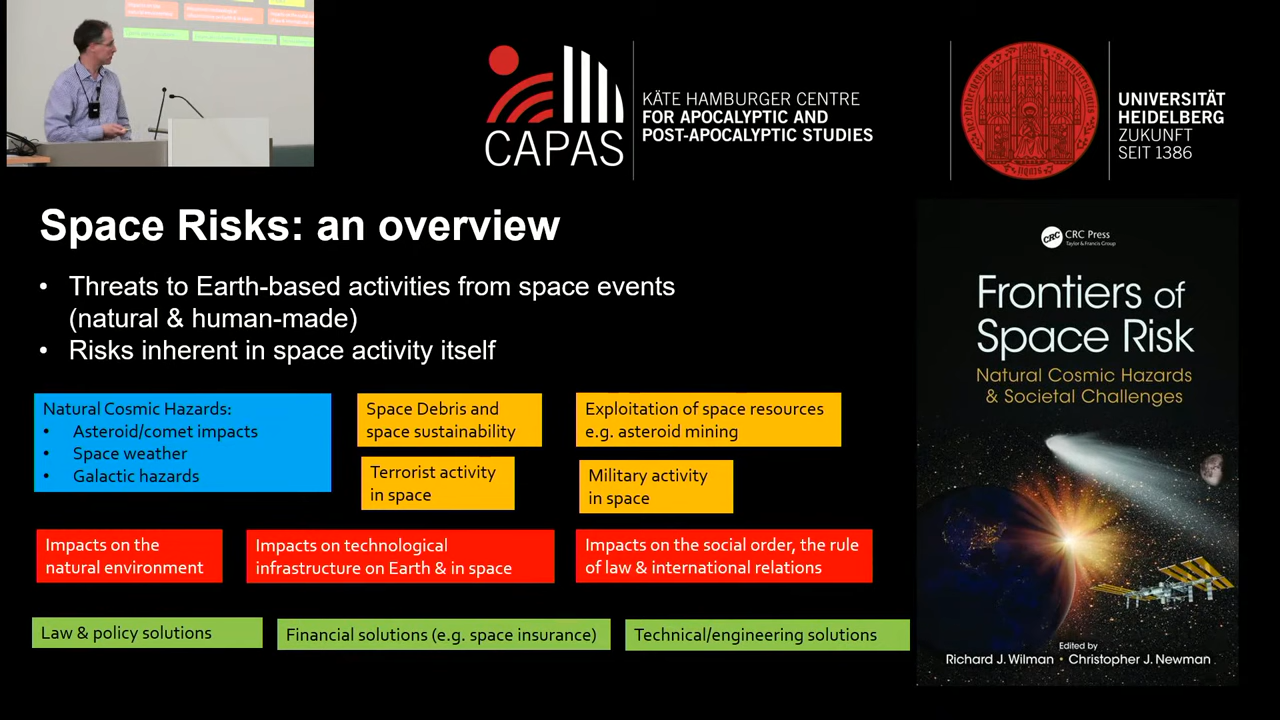 CAPAS
KÄTE HAMBURGER CENTRE
FOR APOCALYPTIC AND
POST-APOCALYPTIC STUDIES
UNIVERSITÄT
HEIDELBERG
ZUKUNFT
SEIT 1386
Space Risks: an overview
• Threats to Earth-based activities from space events
(natural & human-made)
• Risks inherent in space activity itself
Natural Cosmic Hazards:
• Asteroid/comet impacts
• Space weather
• Galactic hazards
Space Debris and
space sustainability
Exploitation of space resources
e.g. asteroid mining
Terrorist activity
in space
Military activity
in space
Impacts on the
natural environment
Impacts on technological
infrastructure on Earth & in space
Impacts on the social order, the rule
of law & international relations
Law & policy solutions
Financial solutions (e.g. space insurance)
Technical/engineering solutions
CRC CRC Press
Taylor & Francis Group
Frontiers of
Space Risk
Natural Cosmic Hazards
& Societal Challenges
Edited by
Richard J. Wilman • Christopher J. Newman